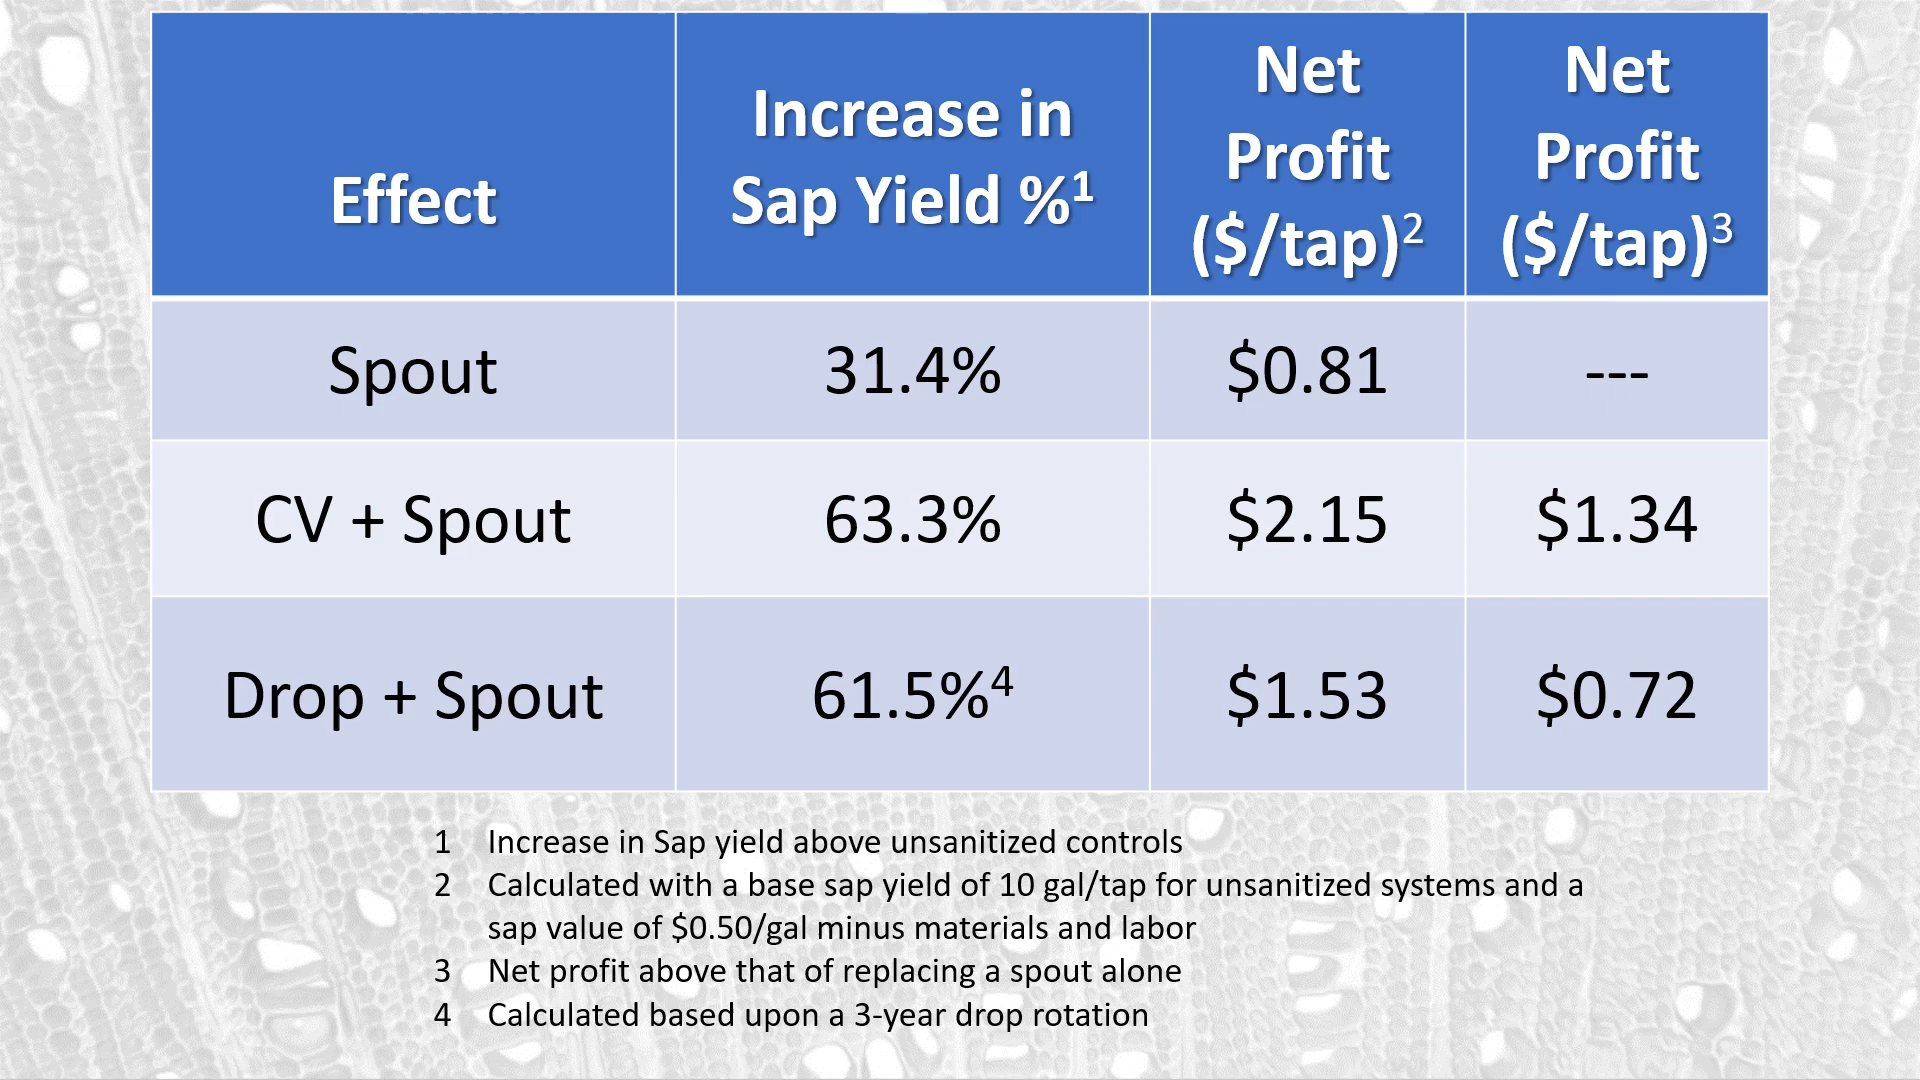 Effect
Increase in
Sap Yield %¹
Net
Profit
($/tap)²
Net
Profit
($/tap)³
Spout
31.4%
$0.81
---
CV + Spout
63.3%
$2.15
$1.34
Drop + Spout
61.5%⁴
$1.53
$0.72
1 Increase in Sap yield above unsanitized controls
2 Calculated with a base sap yield of 10 gal/tap for unsanitized systems and a
sap value of $0.50/gal minus materials and labor
3 Net profit above that of replacing a spout alone
4 Calculated based upon a 3-year drop rotation